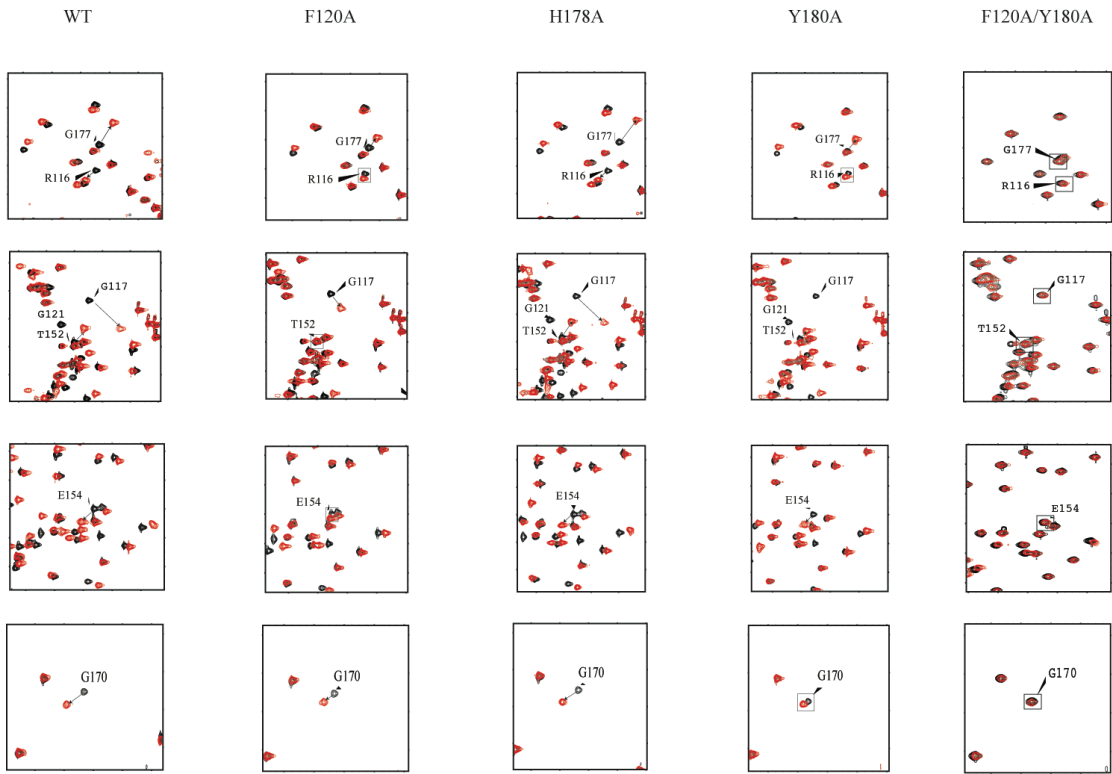 WT F120A H178A Y180A F120A/Y180A
G177 G177 G177 G177 G177
R116 R116 R116 R116 R116
G117 G117 G117 G117 G117
G121 G121 G121
T152 T152 T152 T152 T152
E154 E154 E154 E154 E154
G170 G170 G170 G170 G170